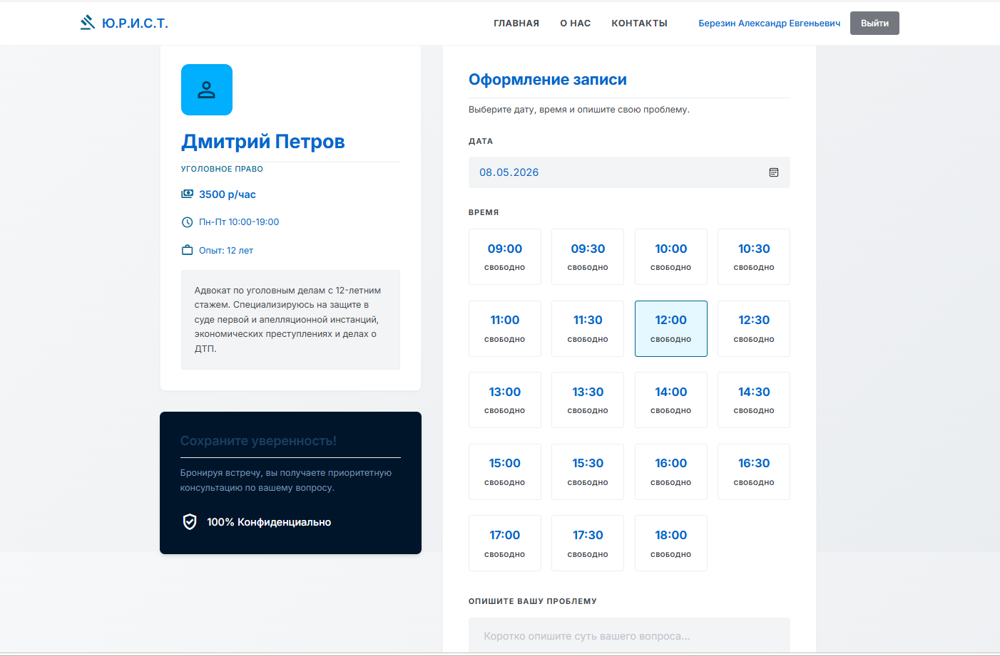 Ю.Р.И.С.Т.
ГЛАВНАЯ
О НАС
КОНТАКТЫ
Березин Александр Евгеньевич
Выйти
Дмитрий Петров
УГОЛОВНОЕ ПРАВО
3500 р/час
Пн-Пт 10:00-19:00
Опыт: 12 лет
Адвокат по уголовным делам с 12-летним
стажем. Специализируюсь на защите в
суде первой и апелляционной инстанций,
экономических преступлениях и делах о
ДТП.
Сохраните уверенность!
Бронируя встречу, вы получаете приоритетную
консультацию по вашему вопросу.
100% Конфиденциально
Оформление записи
Выберите дату, время и опишите свою проблему.
ДАТА
08.05.2026
ВРЕМЯ
09:00 09:30 10:00 10:30
СВОБОДНО СВОБОДНО СВОБОДНО СВОБОДНО
11:00 11:30 12:00 12:30
СВОБОДНО СВОБОДНО СВОБОДНО СВОБОДНО
13:00 13:30 14:00 14:30
СВОБОДНО СВОБОДНО СВОБОДНО СВОБОДНО
15:00 15:30 16:00 16:30
СВОБОДНО СВОБОДНО СВОБОДНО СВОБОДНО
17:00 17:30 18:00
СВОБОДНО СВОБОДНО СВОБОДНО
ОПИШИТЕ ВАШУ ПРОБЛЕМУ
Коротко опишите суть вашего вопроса...